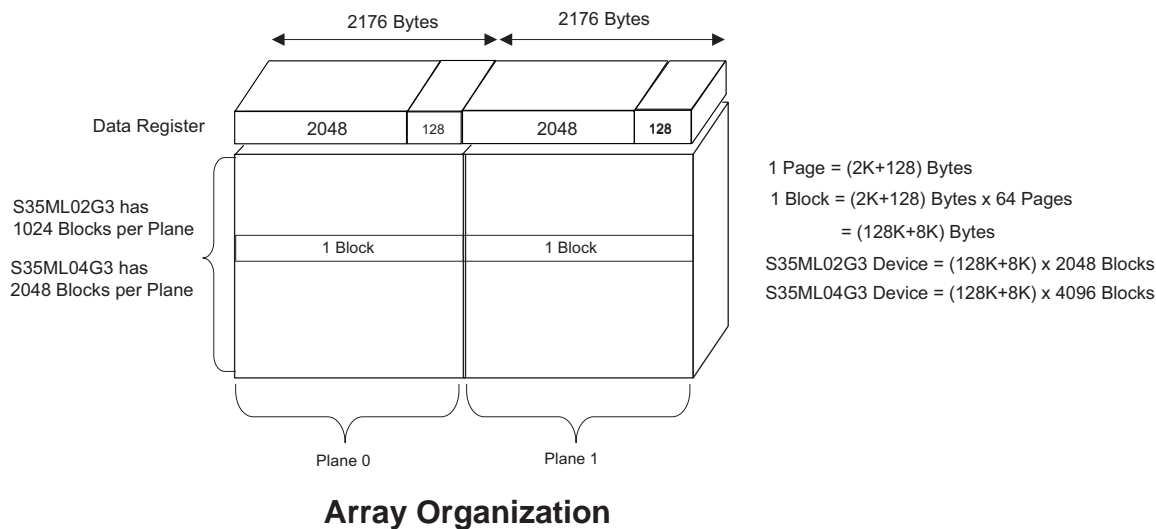 2176 Bytes 2176 Bytes
Data Register 2048 128 2048 128
1 Page = (2K+128) Bytes
1 Block = (2K+128) Bytes x 64 Pages
= (128K+8K) Bytes
S35ML02G3 Device = (128K+8K) x 2048 Blocks
S35ML04G3 Device = (128K+8K) x 4096 Blocks
S35ML02G3 has
1024 Blocks per Plane
S35ML04G3 has
2048 Blocks per Plane
1 Block 1 Block
Plane 0 Plane 1
Array Organization